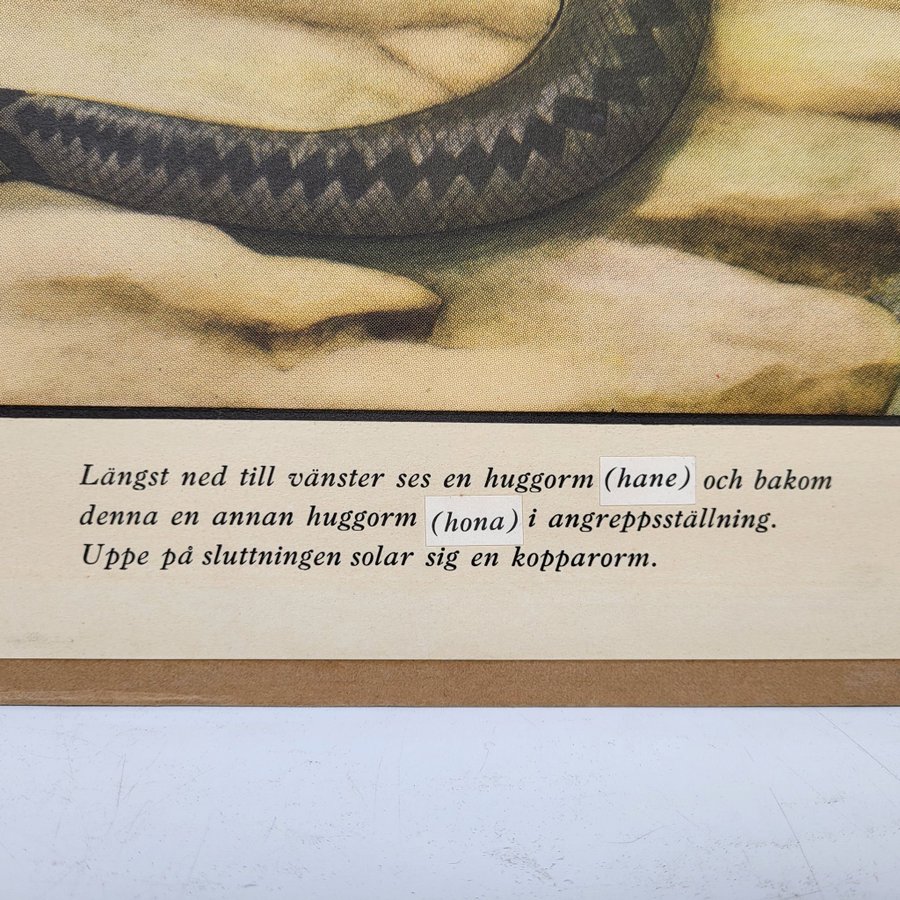 Längst ned till vänster ses en huggorm (hane) och bakom
denna en annan huggorm (hona) i angreppsställning.
Uppe på sluttningen solar sig en kopparorm.